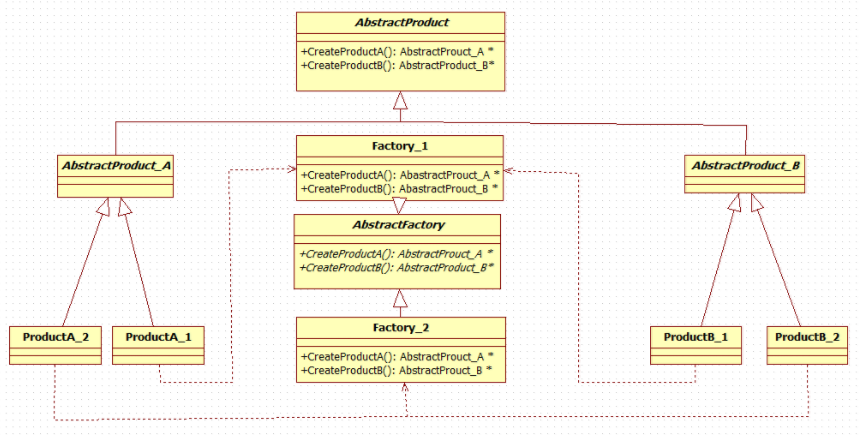 AbstractProduct
+CreateProductA(): AbstractProuct_A *
+CreateProductB(): AbstractProduct_B*
AbstractProduct_A
Factory_1
AbstractProduct_B
+CreateProductA(): AbastractProuct_A *
+CreateProductB(): AbastractProuct_B *
AbstractFactory
+CreateProductA(): AbstractProuct_A *
+CreateProductB(): AbstractProduct_B*
ProductA_2
ProductA_1
Factory_2
ProductB_1
ProductB_2
+CreateProductA(): AbstractProuct_A *
+CreateProductB(): AbstractProuct_B *